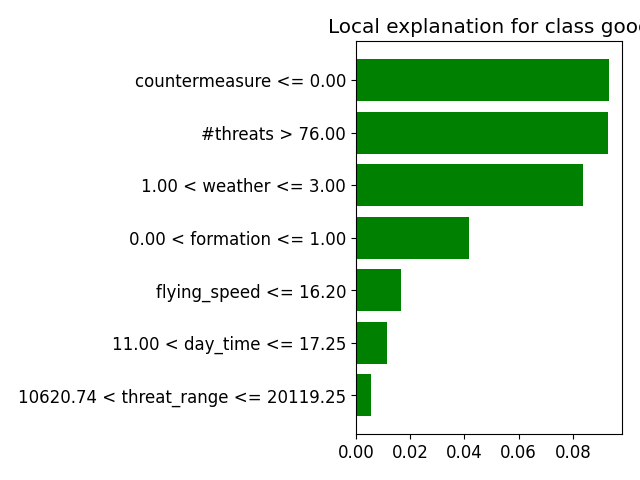 Local explanation for class goo
countermeasure <= 0.00
#threats > 76.00
1.00 < weather <= 3.00
0.00 < formation <= 1.00
flying_speed <= 16.20
11.00 < day_time <= 17.25
10620.74 < threat_range <= 20119.25
0.00 0.02 0.04 0.06 0.08